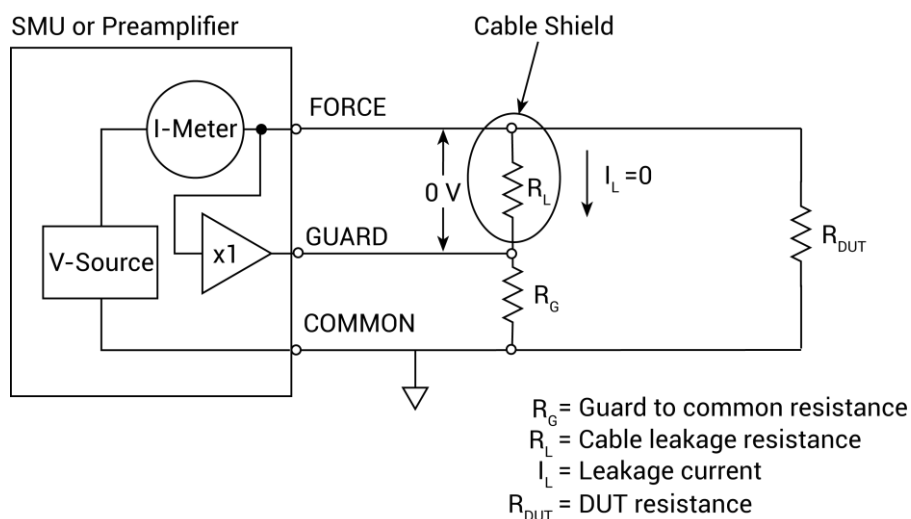 SMU or Preamplifier
Cable Shield
FORCE
I-Meter
0 V
R_L
I_L =0
GUARD
x1
V-Source
R_DUT
R_G
COMMON
R_G = Guard to common resistance
R_L = Cable leakage resistance
I_L = Leakage current
R_DUT = DUT resistance